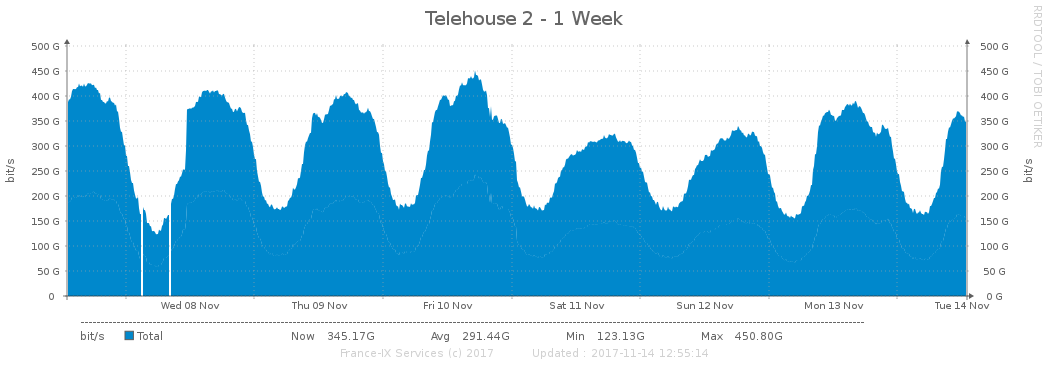 Telehouse 2 - 1 Week
RRDTOOL / TOBI OETIKER
500 G 500 G
450 G 450 G
400 G 400 G
350 G 350 G
300 G 300 G
250 G 250 G
200 G 200 G
150 G 150 G
100 G 100 G
50 G 50 G
0 0 G
bit/s
bit/s
Wed 08 Nov Thu 09 Nov Fri 10 Nov Sat 11 Nov Sun 12 Nov Mon 13 Nov Tue 14 Nov
bit/s Total Now 345.17G Avg 291.44G Min 123.13G Max 450.80G
France-IX Services (c) 2017 Updated : 2017-11-14 12:55:14